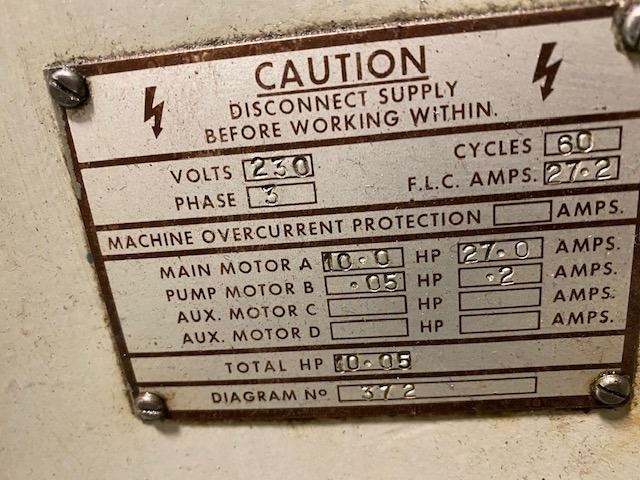 CAUTION
DISCONNECT SUPPLY
BEFORE WORKING WITHIN.
VOLTS 230 CYCLES 60
PHASE 3 F.L.C. AMPS. 27.2
MACHINE OVERCURRENT PROTECTION AMPS.
MAIN MOTOR A 10.0 HP 27.0 AMPS.
PUMP MOTOR B .05 HP .2 AMPS.
AUX. MOTOR C HP AMPS.
AUX. MOTOR D HP AMPS.
TOTAL HP 10.05
DIAGRAM No 372